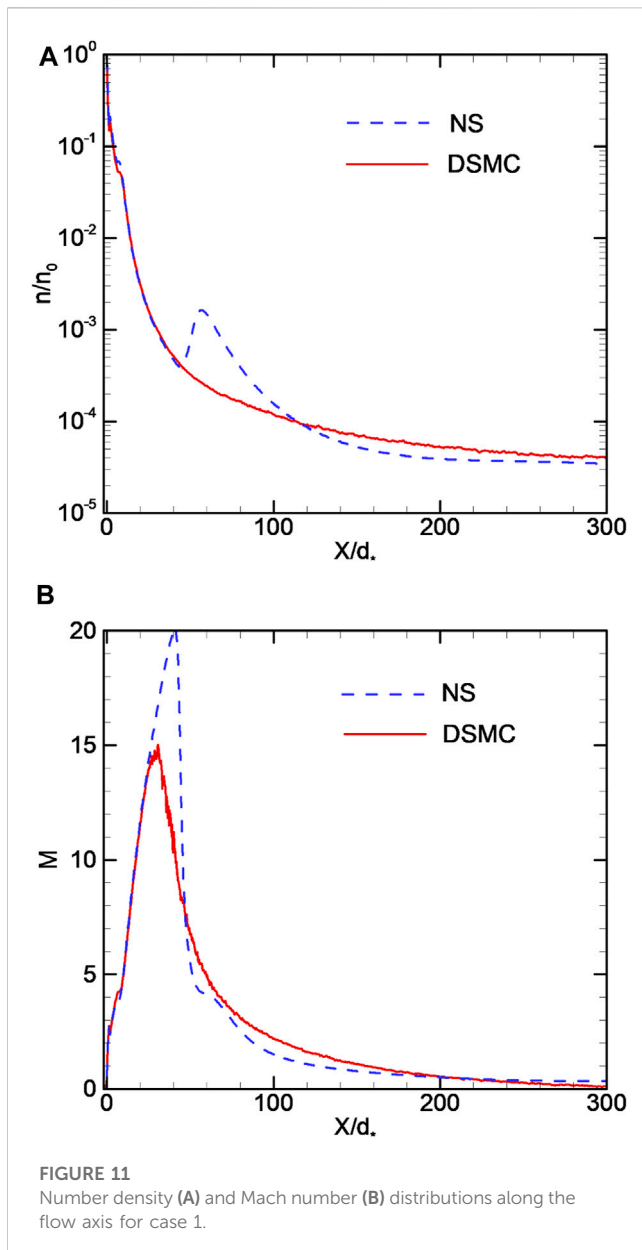 A
10⁰
10⁻¹
10⁻²
10⁻³
10⁻⁴
10⁻⁵
n/n₀
NS
DSMC
0 100 200 300
X/d*
B
20
15
10
5
0
M
NS
DSMC
0 100 200 300
X/d*
FIGURE 11
Number density (A) and Mach number (B) distributions along the
flow axis for case 1.